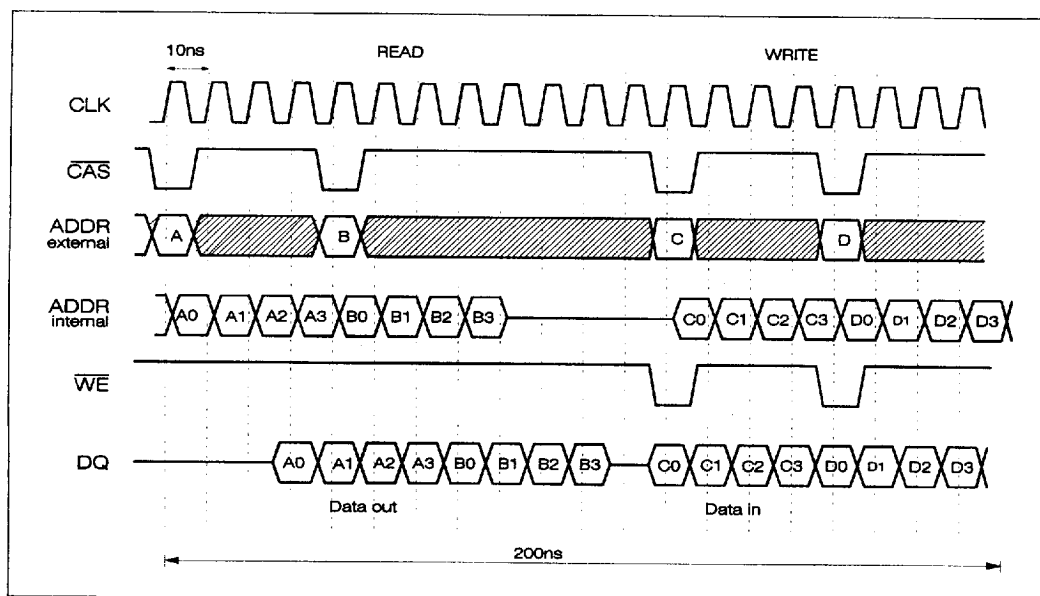 10ns READ WRITE
CLK
CAS
ADDR external A B C D
ADDR internal A0 A1 A2 A3 B0 B1 B2 B3 C0 C1 C2 C3 D0 D1 D2 D3
WE
DQ A0 A1 A2 A3 B0 B1 B2 B3 C0 C1 C2 C3 D0 D1 D2 D3
Data out Data in
200ns